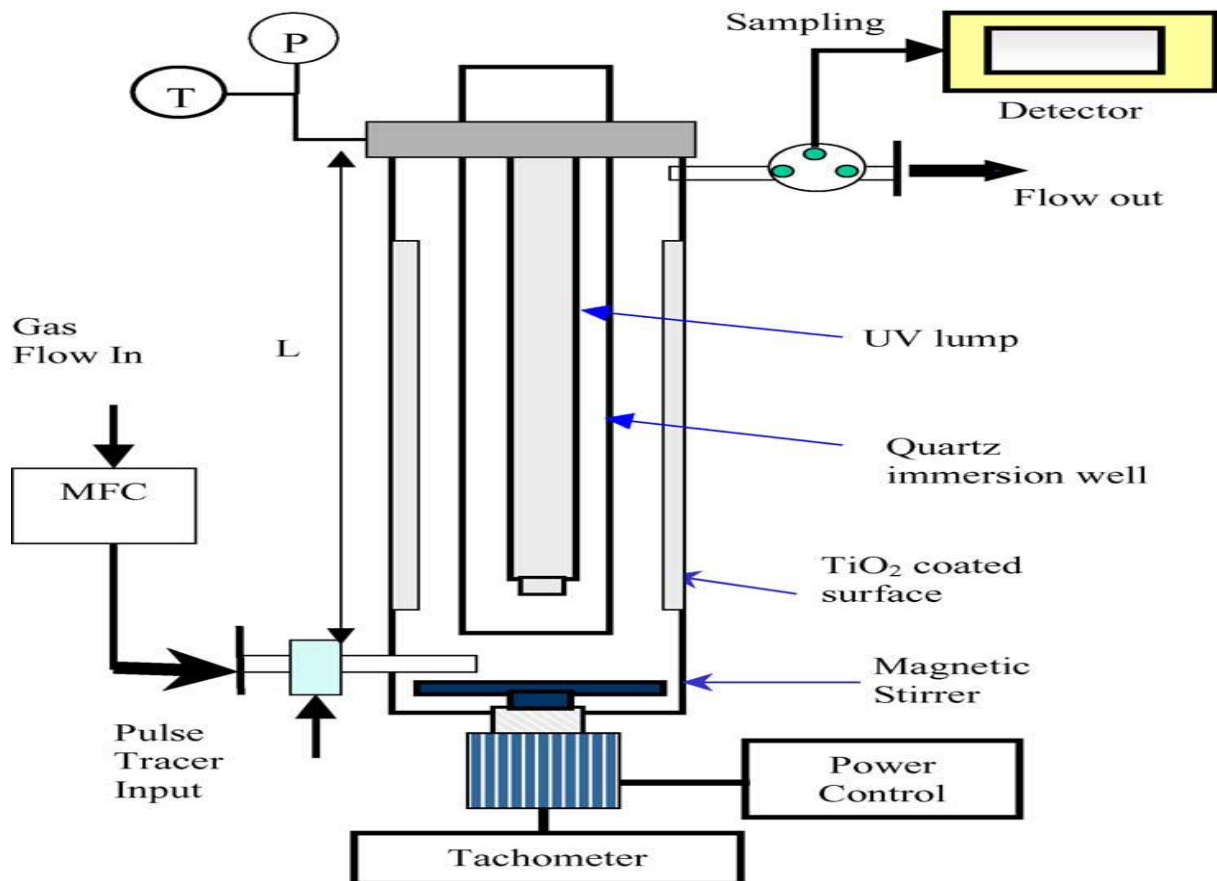 P
T
Sampling
Detector
Flow out
Gas
Flow In
L
UV lump
MFC
Quartz
immersion well
TiO₂ coated
surface
Magnetic
Stirrer
Pulse
Tracer
Input
Power
Control
Tachometer